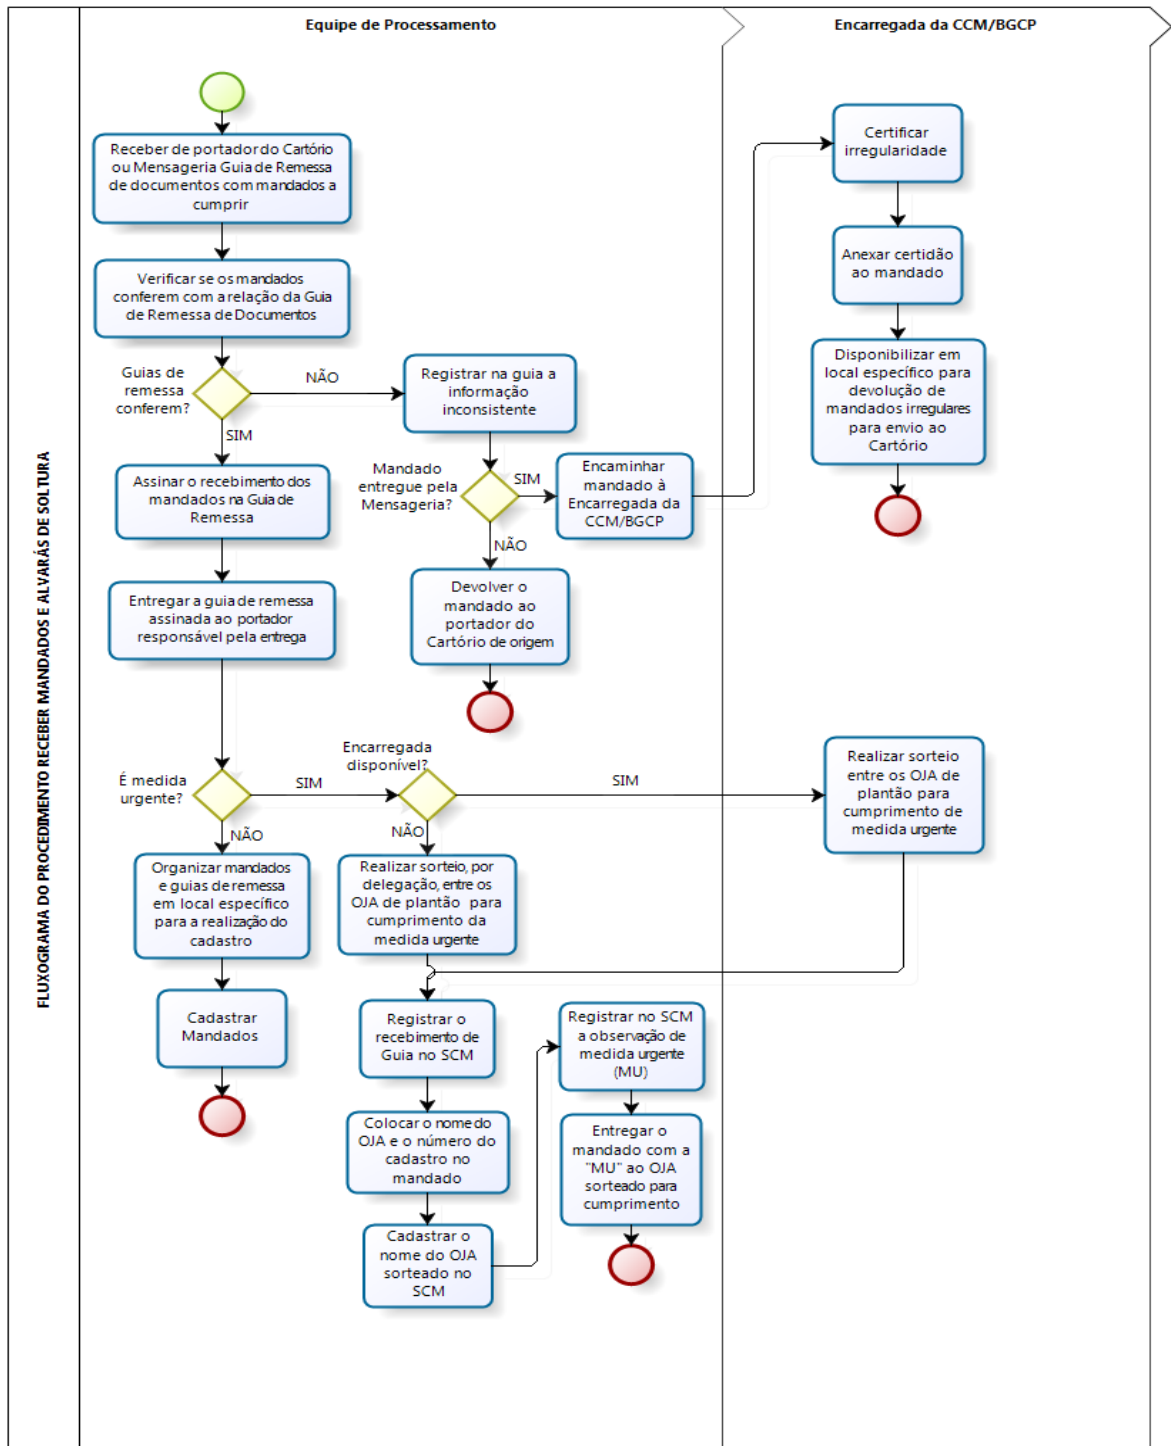 Equipe de Processamento
Encarregada da CCM/BGCP
FLUXOGRAMA DO PROCEDIMENTO RECEBER MANDADOS E ALVARÁS DE SOLTURA
Receber de portador do Cartório
ou Mensageria Guia de Remessa
de documentos com mandados a
cumprir
Verificar se os mandados
conferem com a relação da Guia
de Remessa de Documentos
Guias de
remessa
conferem?
NÃO
SIM
Registrar na guia a
informação
inconsistente
Mandado
entregue pela
Mensageria?
SIM
NÃO
Encaminhar
mandado à
Encarregada da
CCM/BGCP
Certificar
irregularidade
Anexar certidão
ao mandado
Disponibilizar em
local específico para
devolução de
mandados irregulares
para envio ao
Cartório
Devolver o
mandado ao
portador do
Cartório de origem
Assinar o recebimento dos
mandados na Guia de
Remessa
Entregar a guia de remessa
assinada ao portador
responsável pela entrega
É medida
urgente?
SIM
NÃO
Encarregada
disponível?
SIM
NÃO
Realizar sorteio
entre os OJA de
plantão para
cumprimento de
medida urgente
Organizar mandados
e guias de remessa
em local específico
para a realização do
cadastro
Cadastrar
Mandados
Realizar sorteio, por
delegação, entre os
OJA de plantão para
cumprimento da
medida urgente
Registrar o
recebimento de
Guia no SCM
Colocar o nome do
OJA e o número do
cadastro no
mandado
Cadastrar o
nome do OJA
sorteado no
SCM
Registrar no SCM
a observação de
medida urgente
(MU)
Entregar o
mandado com a
"MU" ao OJA
sorteado para
cumprimento